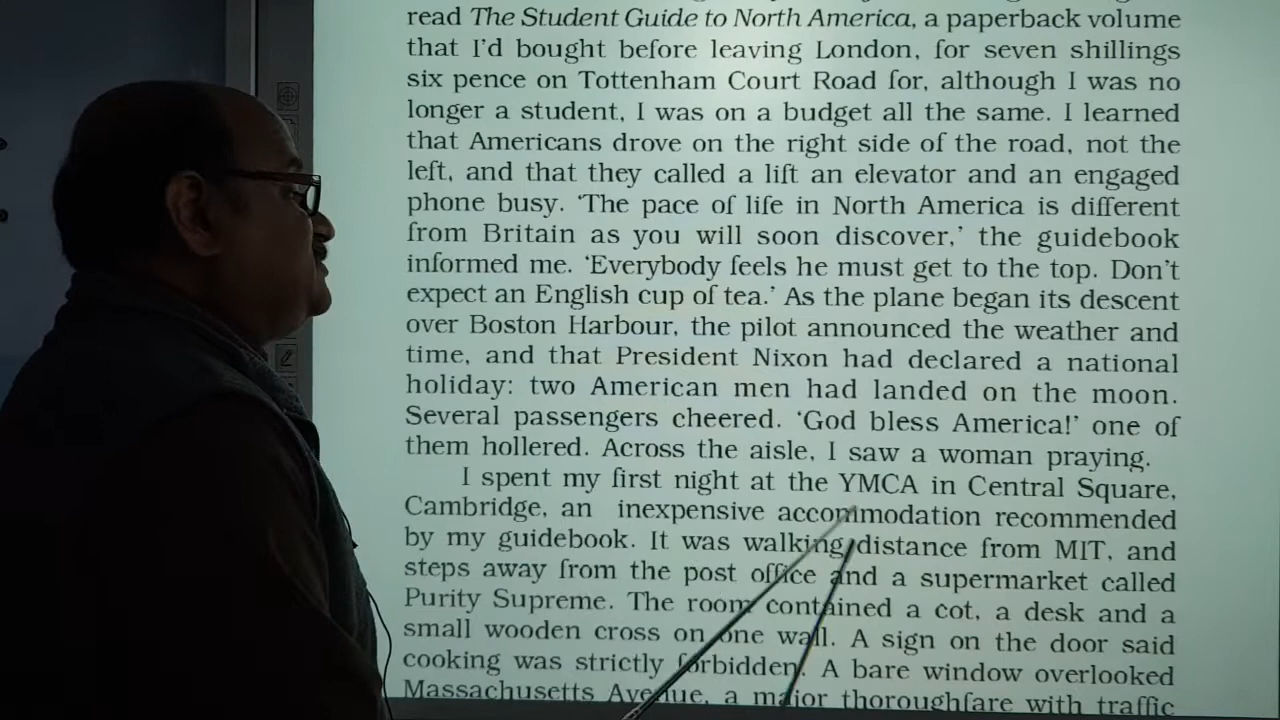 read The Student Guide to North America, a paperback volume
that I'd bought before leaving London, for seven shillings
six pence on Tottenham Court Road for, although I was no
longer a student, I was on a budget all the same. I learned
that Americans drove on the right side of the road, not the
left, and that they called a lift an elevator and an engaged
phone busy. 'The pace of life in North America is different
from Britain as you will soon discover,' the guidebook
informed me. 'Everybody feels he must get to the top. Don't
expect an English cup of tea.' As the plane began its descent
over Boston Harbour, the pilot announced the weather and
time, and that President Nixon had declared a national
holiday: two American men had landed on the moon.
Several passengers cheered. 'God bless America!' one of
them hollered. Across the aisle, I saw a woman praying.
I spent my first night at the YMCA in Central Square,
Cambridge, an inexpensive accommodation recommended
by my guidebook. It was walking distance from MIT, and
steps away from the post office and a supermarket called
Purity Supreme. The room contained a cot, a desk and a
small wooden cross on one wall. A sign on the door said
cooking was strictly forbidden. A bare window overlooked
Massachusetts Avenue, a major thoroughfare with traffic